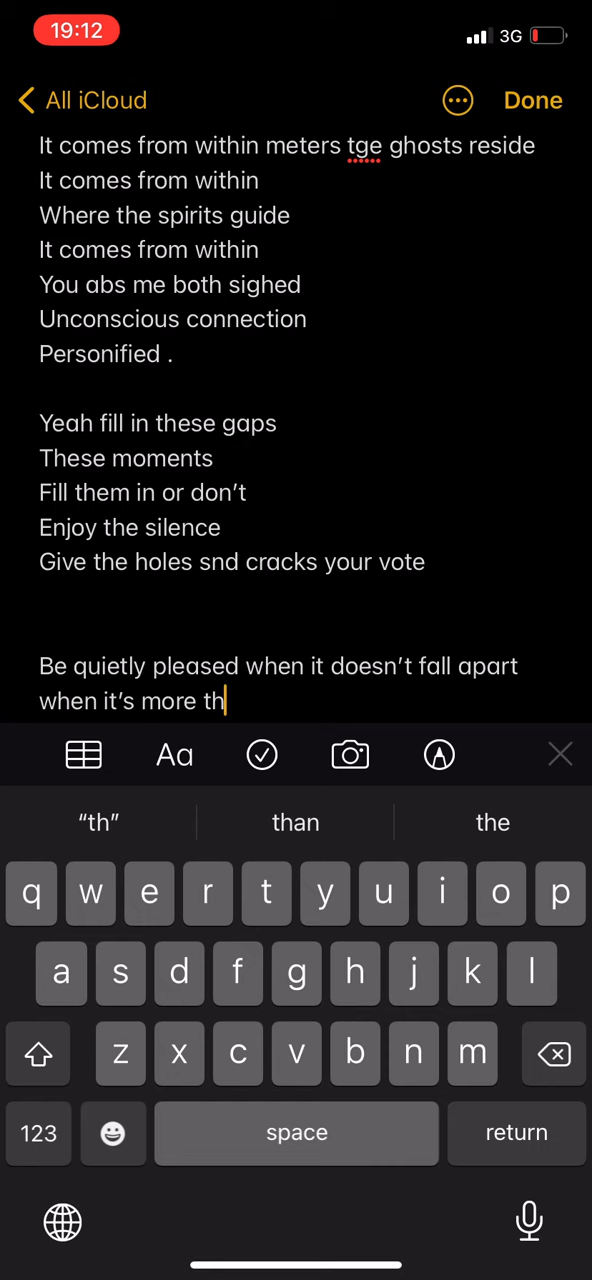 19:12
3G
All iCloud
Done
It comes from within meters tge ghosts reside
It comes from within
Where the spirits guide
It comes from within
You abs me both sighed
Unconscious connection
Personified .
Yeah fill in these gaps
These moments
Fill them in or don’t
Enjoy the silence
Give the holes snd cracks your vote
Be quietly pleased when it doesn’t fall apart
when it’s more th
Aa
“th” than the
q w e r t y u i o p
a s d f g h j k l
z x c v b n m
123 space return